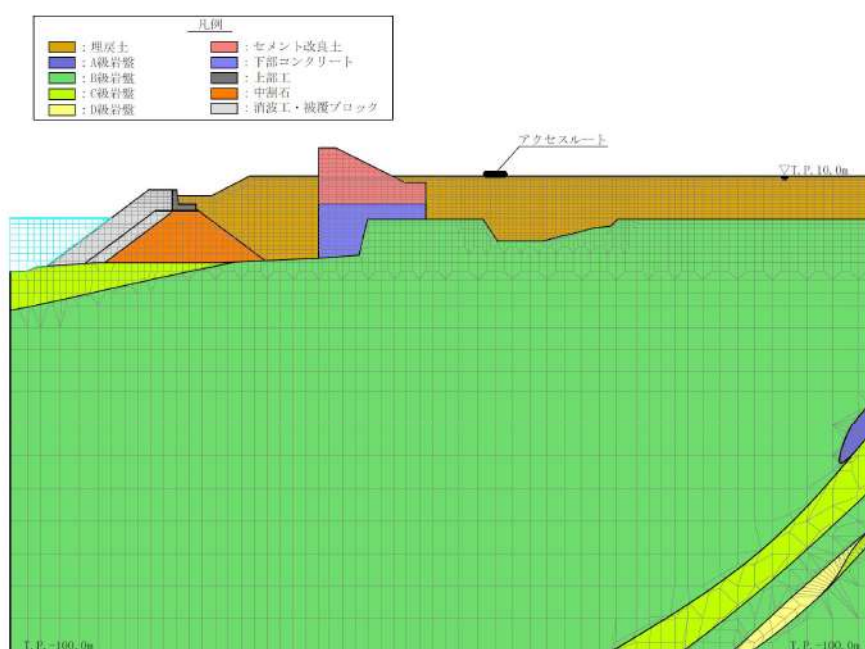 凡例
:埋戻土
:A級岩盤
:B級岩盤
:C級岩盤
:D級岩盤
:セメント改良土
:下部コンクリート
:上部工
:中割石
:消波工・被覆ブロック
アクセスルート
▽T.P.10.0m
T.P.-100.0m
T.P.-100.0m